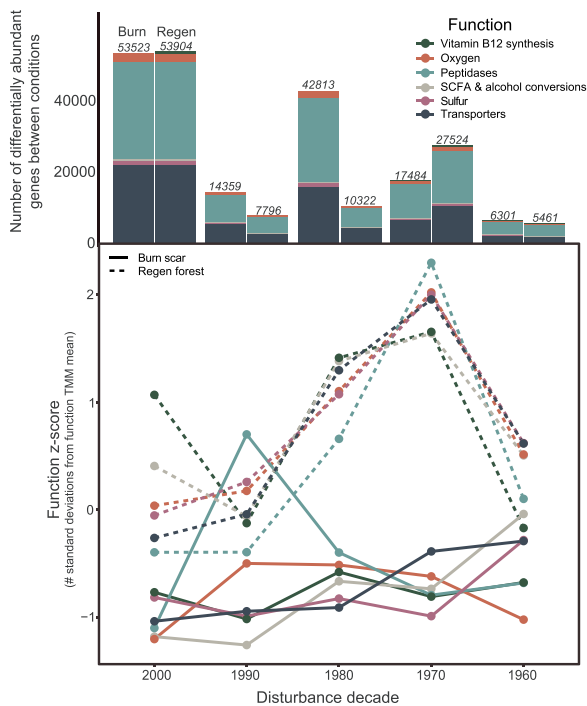 Function
Burn Regen
53523 53904
Vitamin B12 synthesis
Oxygen
Peptidases
SCFA & alcohol conversions
Sulfur
Transporters
Number of differentially abundant
genes between conditions
40000
20000
0
42813
27524
14359
7796
10322
17484
6301
5461
Burn scar
Regen forest
Function z-score
(# standard deviations from function TMM mean)
2
1
0
−1
2000 1990 1980 1970 1960
Disturbance decade